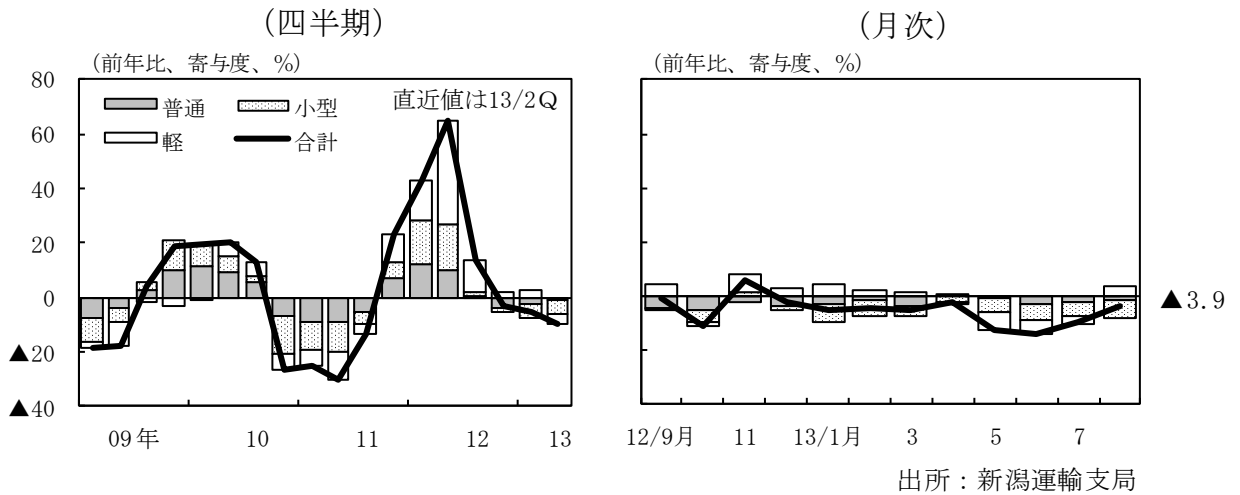 (四半期)
(前年比、寄与度、%)
80
60
40
20
0
▲20
▲40
普通
小型
軽
合計
直近値は13/2Q
09年
10
11
12
13
(月次)
(前年比、寄与度、%)
▲3.9
12/9月
11
13/1月
3
5
7
出所：新潟運輸支局